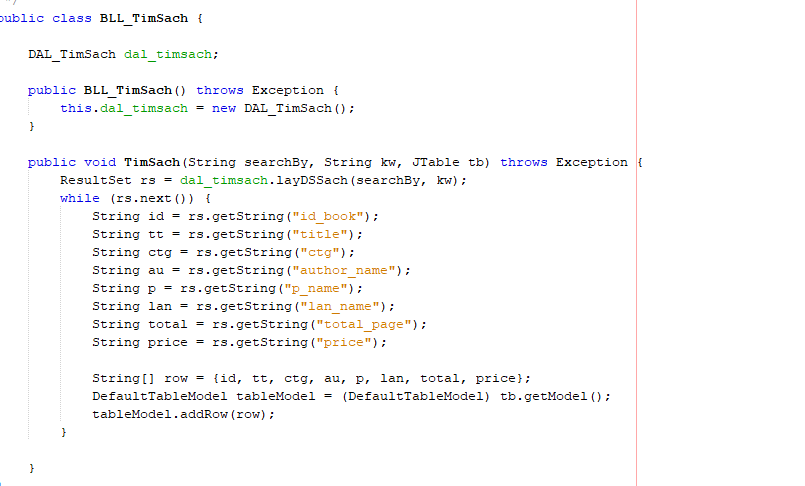 */
public class BLL_TimSach {
DAL_TimSach dal_timsach;
public BLL_TimSach() throws Exception {
this.dal_timsach = new DAL_TimSach();
}
public void TimSach(String searchBy, String kw, JTable tb) throws Exception {
ResultSet rs = dal_timsach.layDSSach(searchBy, kw);
while (rs.next()) {
String id = rs.getString("id_book");
String tt = rs.getString("title");
String ctg = rs.getString("ctg");
String au = rs.getString("author_name");
String p = rs.getString("p_name");
String lan = rs.getString("lan_name");
String total = rs.getString("total_page");
String price = rs.getString("price");
String[] row = {id, tt, ctg, au, p, lan, total, price};
DefaultTableModel tableModel = (DefaultTableModel) tb.getModel();
tableModel.addRow(row);
}
}